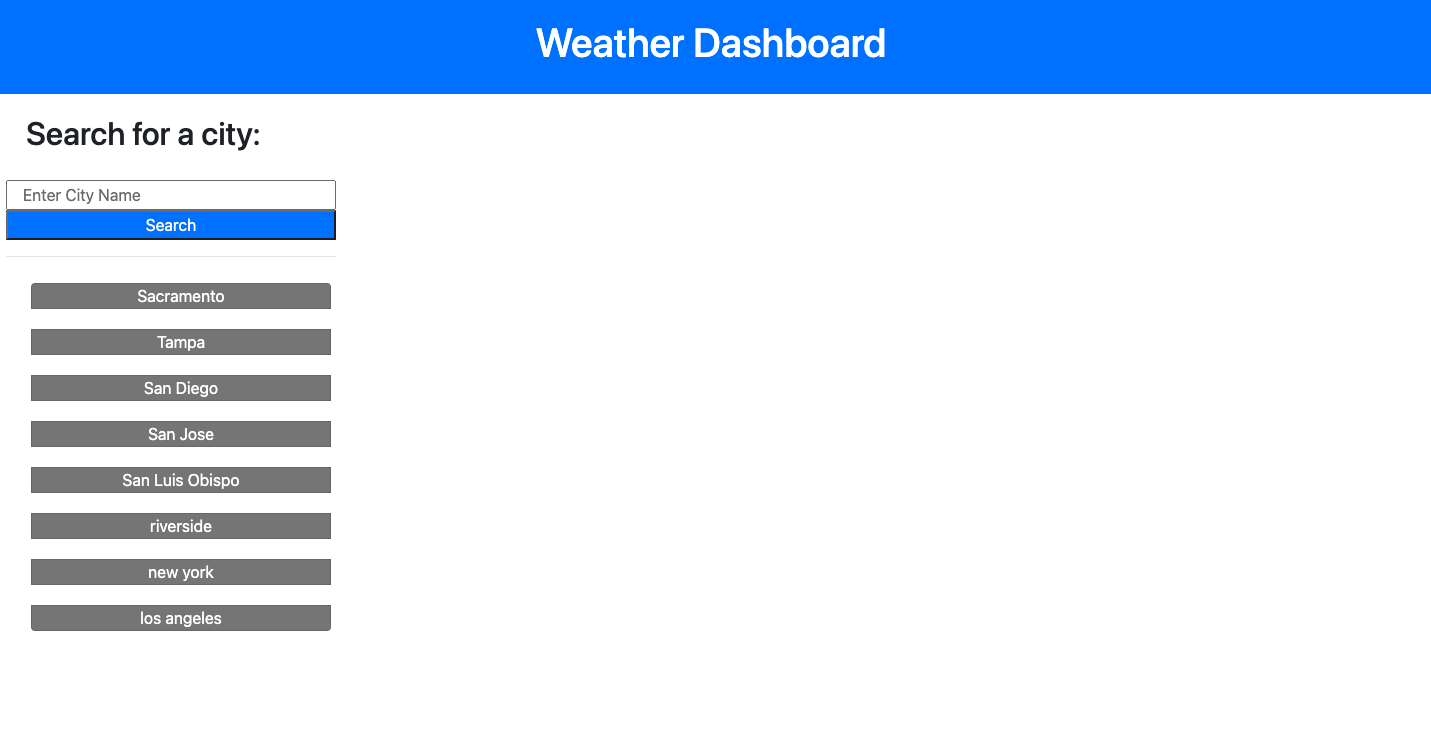 Weather Dashboard
Search for a city:
Enter City Name
Search
Sacramento
Tampa
San Diego
San Jose
San Luis Obispo
riverside
new york
los angeles